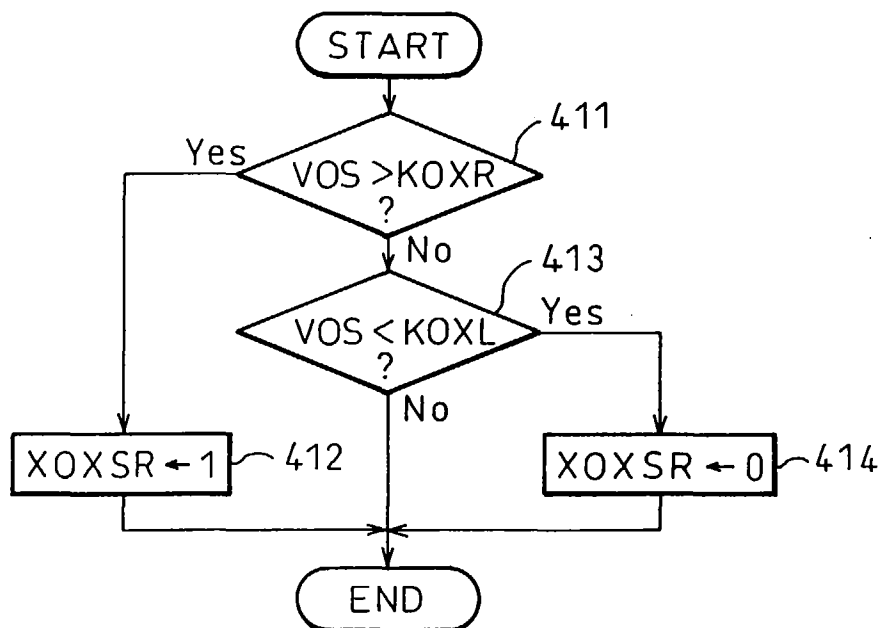 START
411
Yes
VOS >KOXR
?
No
413
VOS < KOXL
?
Yes
No
XOXSR ← 1
412
XOXSR ← 0
414
END